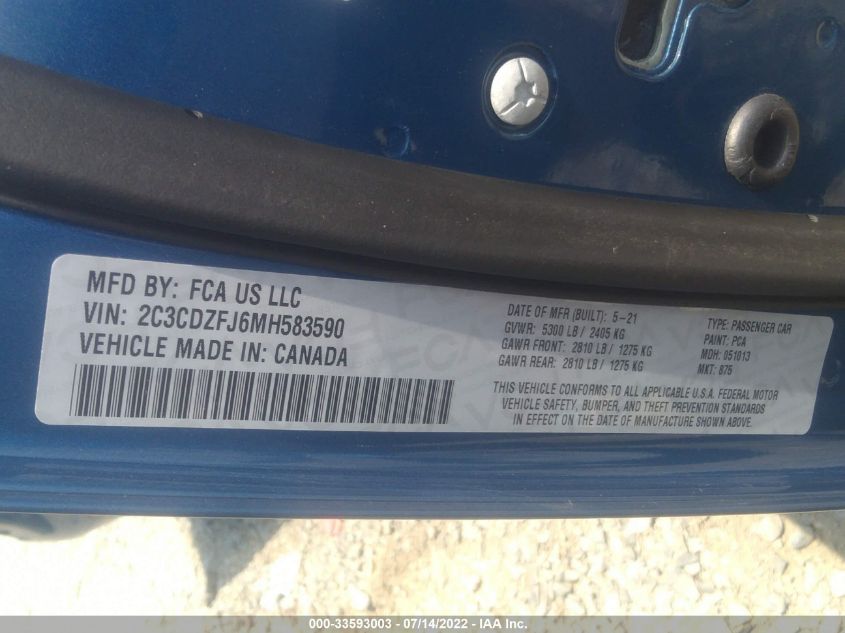 MFD BY: FCA US LLC
VIN: 2C3CDZFJ6MH583590
VEHICLE MADE IN: CANADA
DATE OF MFR (BUILT): 5-21
GVWR: 5300 LB / 2405 KG
GAWR FRONT: 2810 LB / 1275 KG
GAWR REAR: 2810 LB / 1275 KG
TYPE: PASSENGER CAR
PAINT: PCA
MDH: 051013
MKT: 875
THIS VEHICLE CONFORMS TO ALL APPLICABLE U.S.A. FEDERAL MOTOR
VEHICLE SAFETY, BUMPER, AND THEFT PREVENTION STANDARDS
IN EFFECT ON THE DATE OF MANUFACTURE SHOWN ABOVE.
000-33593003 - 07/14/2022 - IAA Inc.